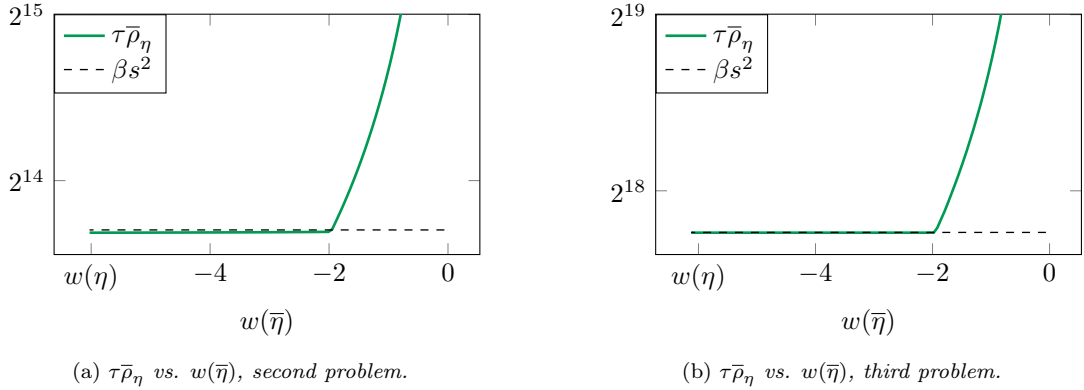 2^15
τρ̅_η
βs^2
2^14
w(η)
−4
−2
0
w(η̅)
(a) τρ̅_η vs. w(η̅), second problem.
2^19
τρ̅_η
βs^2
2^18
w(η)
−4
−2
0
w(η̅)
(b) τρ̅_η vs. w(η̅), third problem.